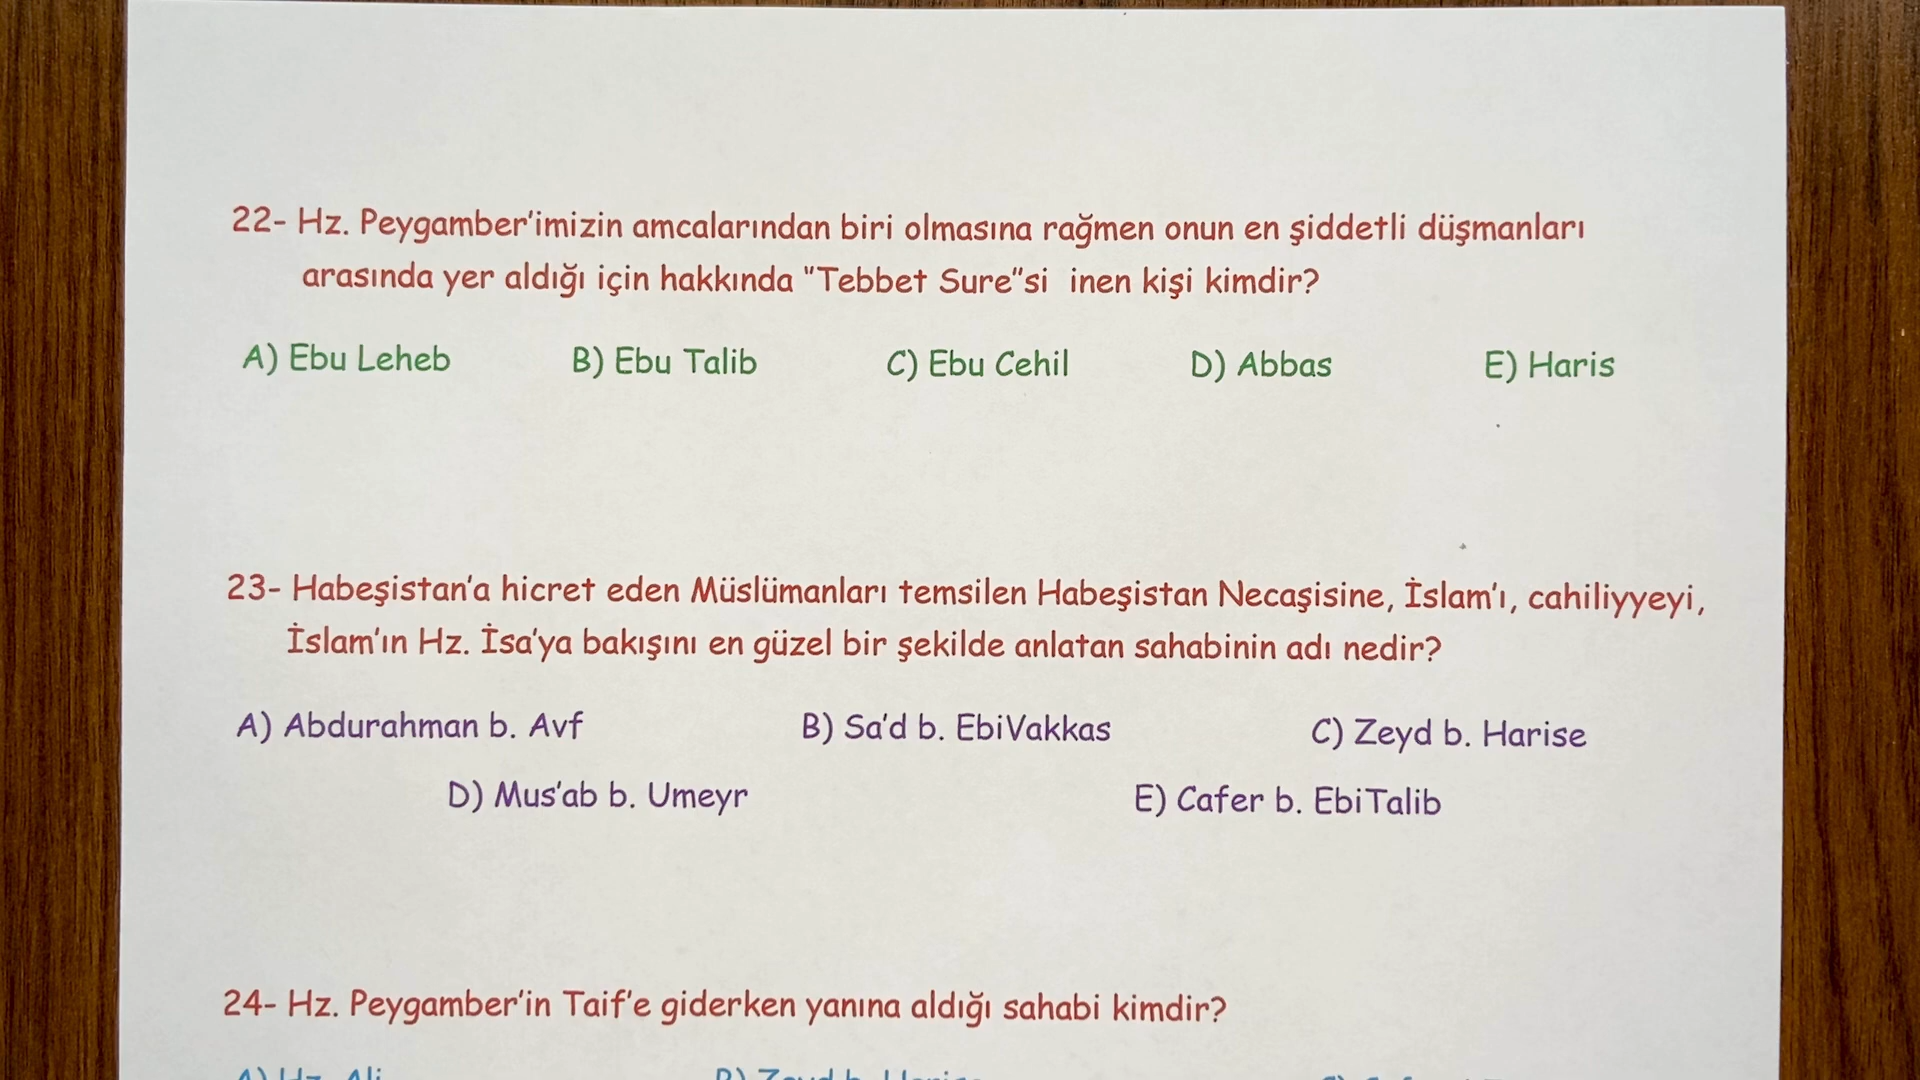 22- Hz. Peygamber'imizin amcalarından biri olmasına rağmen onun en şiddetli düşmanları
arasında yer aldığı için hakkında "Tebbet Sure"si inen kişi kimdir?
A) Ebu Leheb B) Ebu Talib C) Ebu Cehil D) Abbas E) Haris
23- Habeşistan'a hicret eden Müslümanları temsilen Habeşistan Necaşisine, İslam'ı, cahiliyyeyi,
İslam'ın Hz. İsa'ya bakışını en güzel bir şekilde anlatan sahabinin adı nedir?
A) Abdurahman b. Avf B) Sa'd b. EbiVakkas C) Zeyd b. Harise
D) Mus'ab b. Umeyr E) Cafer b. EbiTalib
24- Hz. Peygamber'in Taif'e giderken yanına aldığı sahabi kimdir?
A) Hz. Ali B) Zeyd b. Harise